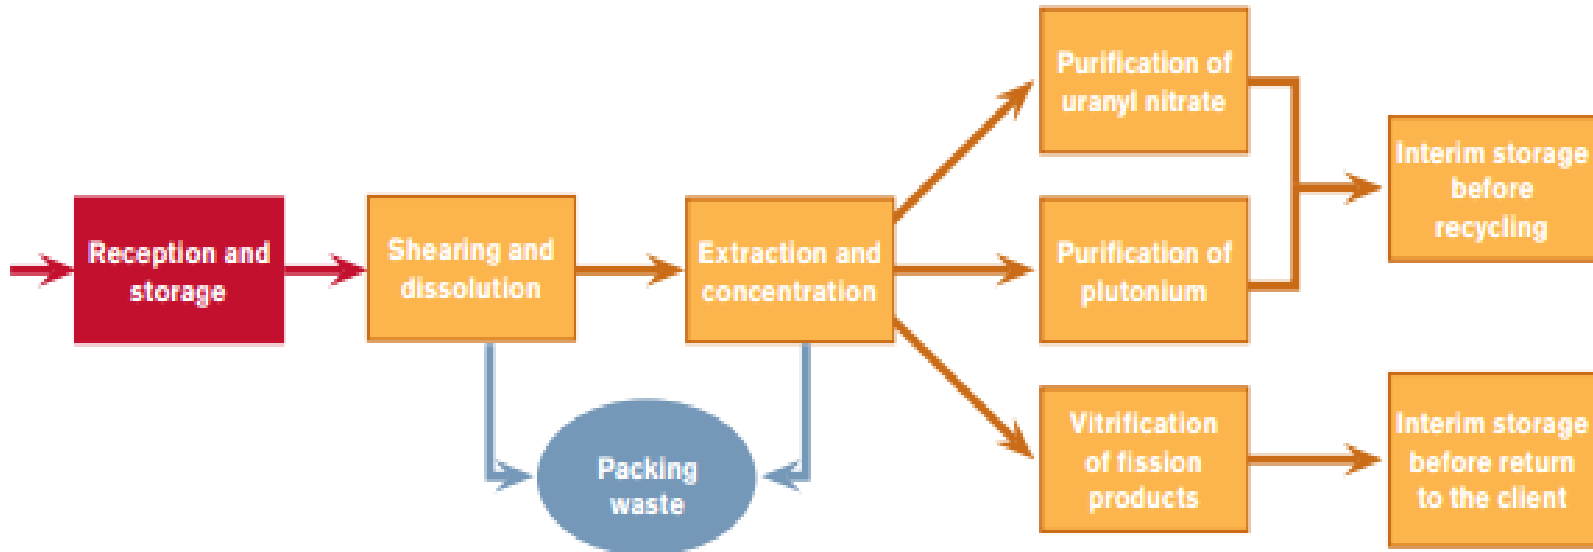 Reception and
storage
Shearing and
dissolution
Extraction and
concentration
Packing
waste
Purification of
uranyl nitrate
Purification of
plutonium
Vitrification
of fission
products
Interim storage
before
recycling
Interim storage
before return
to the client